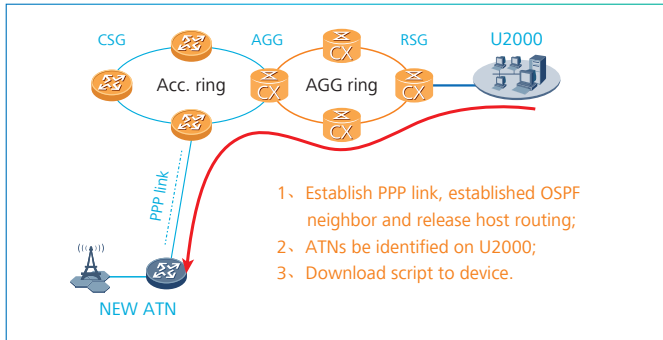 CSG
AGG
RSG
U2000
Acc. ring
AGG ring
CX
CX
CX
CX
PPP link
1、Establish PPP link, established OSPF
neighbor and release host routing;
2、ATNs be identified on U2000;
3、Download script to device.
NEW ATN